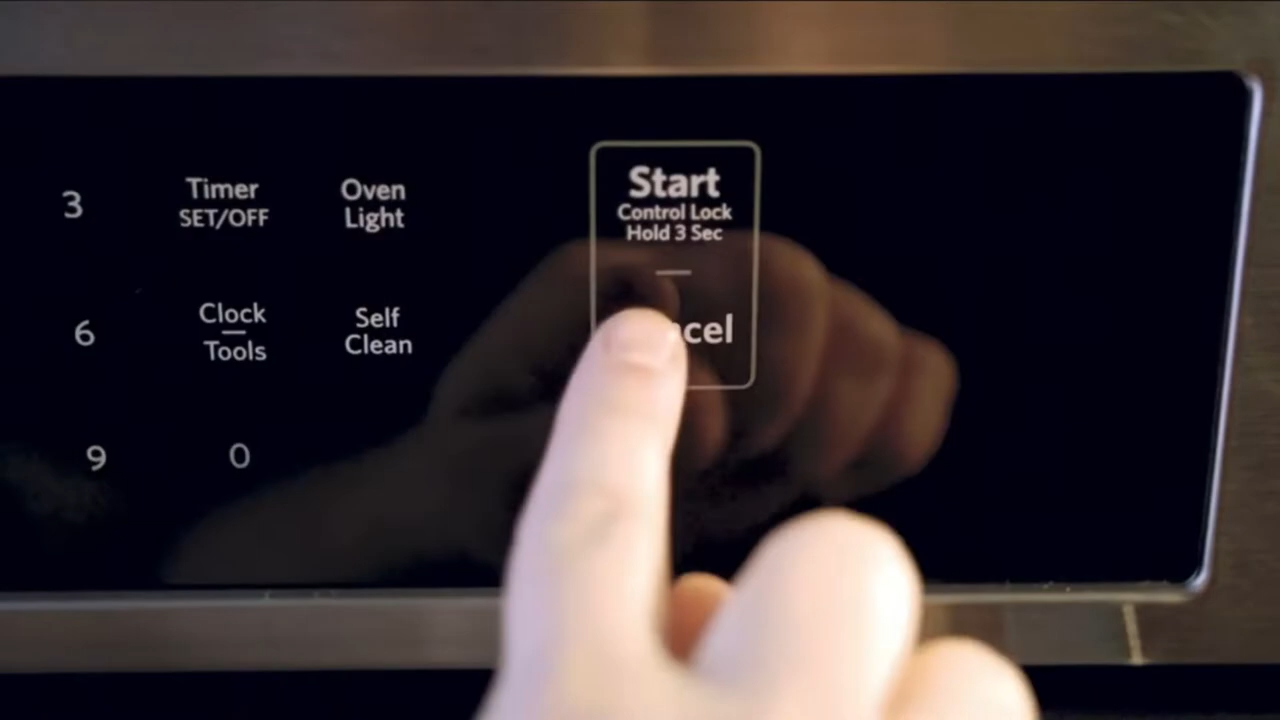 3
Timer
SET/OFF
Oven
Light
Start
Control Lock
Hold 3 Sec
6
Clock
Tools
Self
Clean
9
0